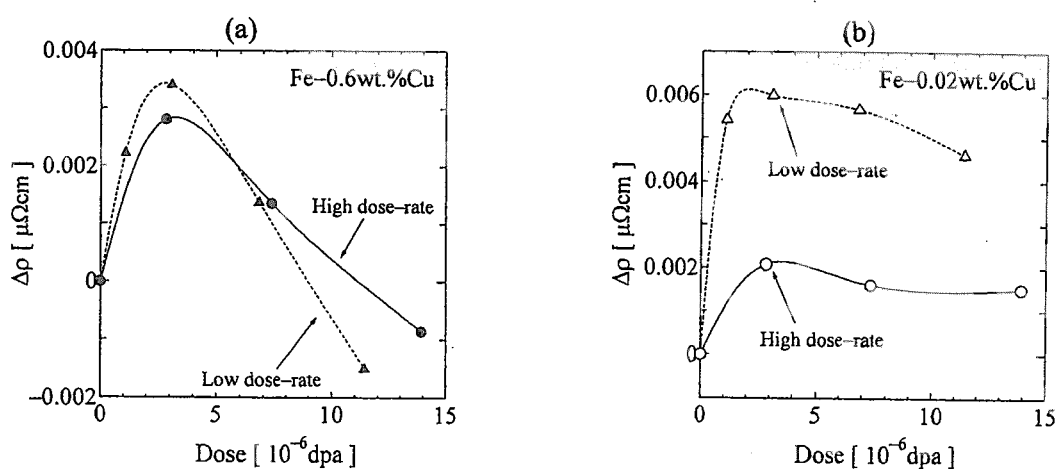 (a)
Fe−0.6wt.%Cu
0.004
0.002
0
−0.002
Δρ [ μΩcm ]
High dose−rate
Low dose−rate
0 5 10 15
Dose [ 10⁻⁶dpa ]
(b)
Fe−0.02wt.%Cu
0.006
0.004
0.002
0
Δρ [ μΩcm ]
Low dose−rate
High dose−rate
0 5 10 15
Dose [ 10⁻⁶dpa ]